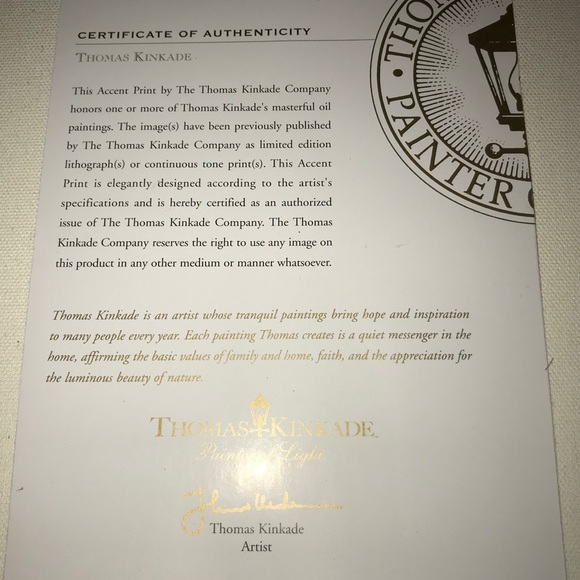 CERTIFICATE OF AUTHENTICITY
THOMAS KINKADE
This Accent Print by The Thomas Kinkade Company
honors one or more of Thomas Kinkade's masterful oil
paintings. The image(s) have been previously published
by The Thomas Kinkade Company as limited edition
lithograph(s) or continuous tone print(s). This Accent
Print is elegantly designed according to the artist's
specifications and is hereby certified as an authorized
issue of The Thomas Kinkade Company. The Thomas
Kinkade Company reserves the right to use any image on
this product in any other medium or manner whatsoever.
THO
PAINTER
Thomas Kinkade is an artist whose tranquil paintings bring hope and inspiration
to many people every year. Each painting Thomas creates is a quiet messenger in the
home, affirming the basic values of family and home, faith, and the appreciation for
the luminous beauty of nature.
THOMAS KINKADE
Painter of Light
Thomas Kinkade
Artist